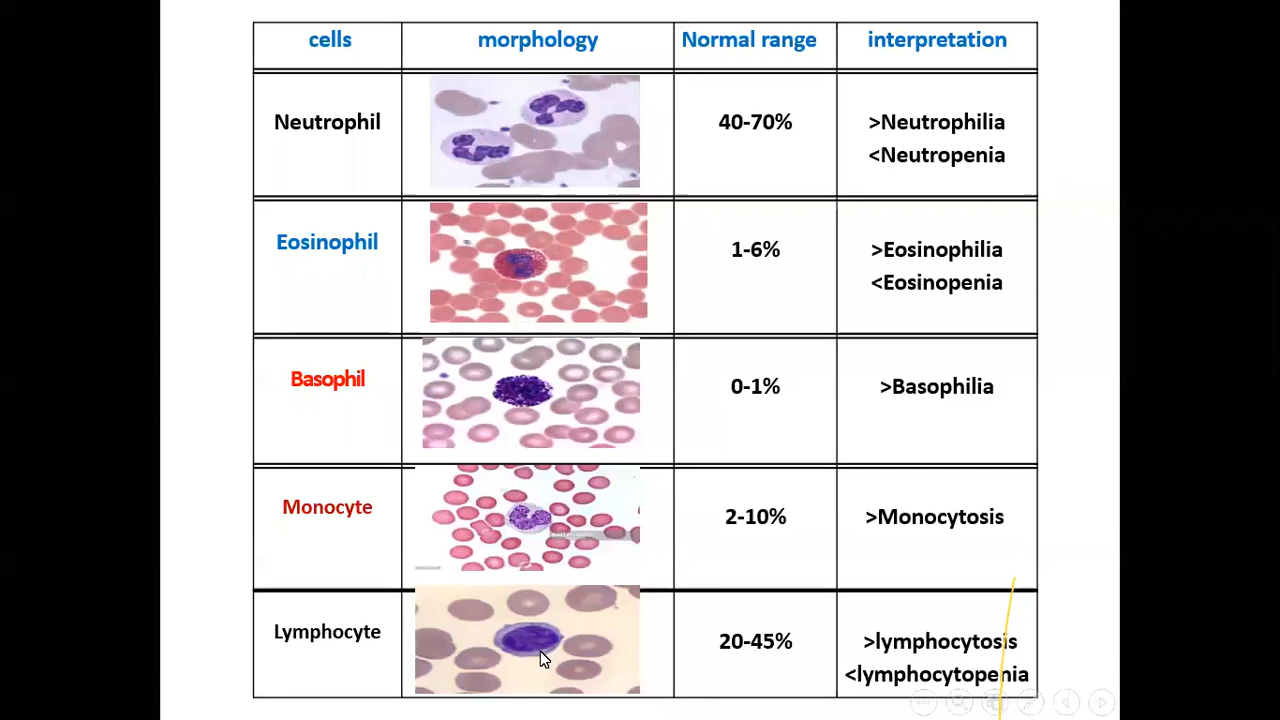 cells morphology Normal range interpretation
Neutrophil 40-70% >Neutrophilia
<Neutropenia
Eosinophil 1-6% >Eosinophilia
<Eosinopenia
Basophil 0-1% >Basophilia
Monocyte 2-10% >Monocytosis
Lymphocyte 20-45% >lymphocytosis
<lymphocytopenia